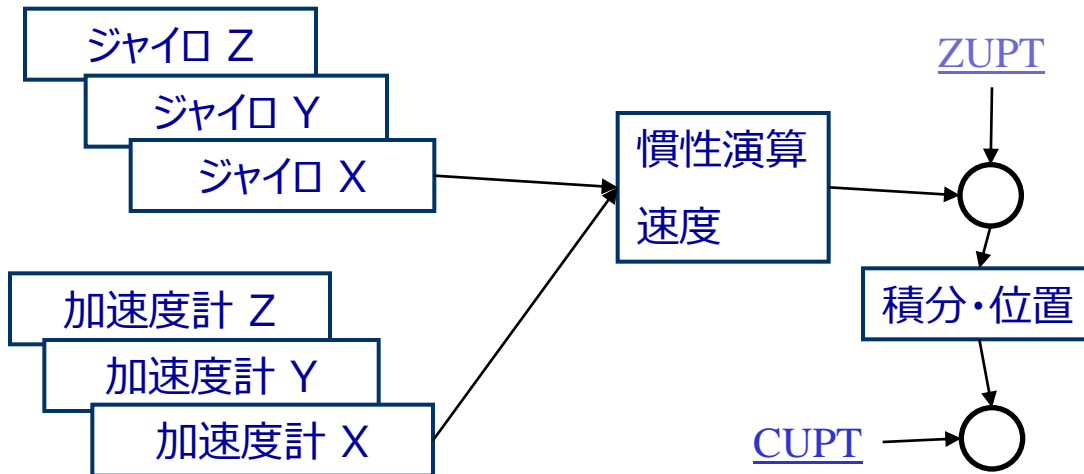 ジャイロ Z
ジャイロ Y
ジャイロ X
ZUPT
慣性演算
速度
積分・位置
加速度計 Z
加速度計 Y
加速度計 X
CUPT